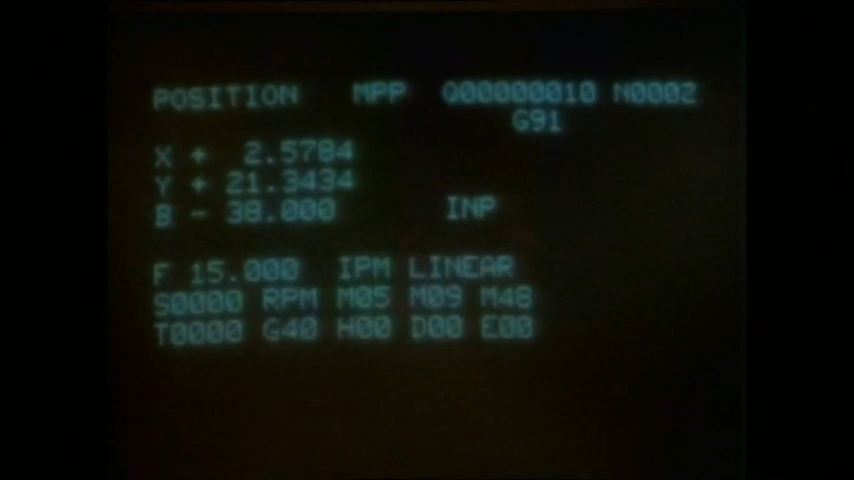 POSITION MPP O00000010 N0002
G91
X + 2.5784
Y + 21.3434
B - 38.000 INP
F 15.000 IPM LINEAR
S0000 RPM M05 M09 M48
T0000 G40 H00 D00 E00